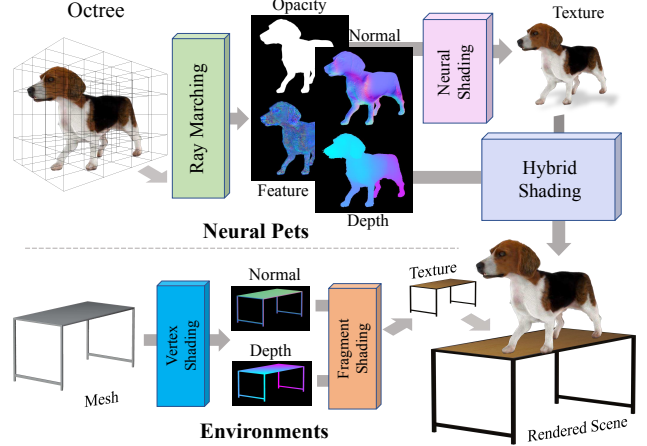 Octree
Opacity
Normal
Texture
Ray Marching
Neural
Shading
Feature
Depth
Hybrid
Shading
Neural Pets
Normal
Texture
Vertex
Shading
Depth
Fragment
Shading
Mesh
Environments
Rendered Scene